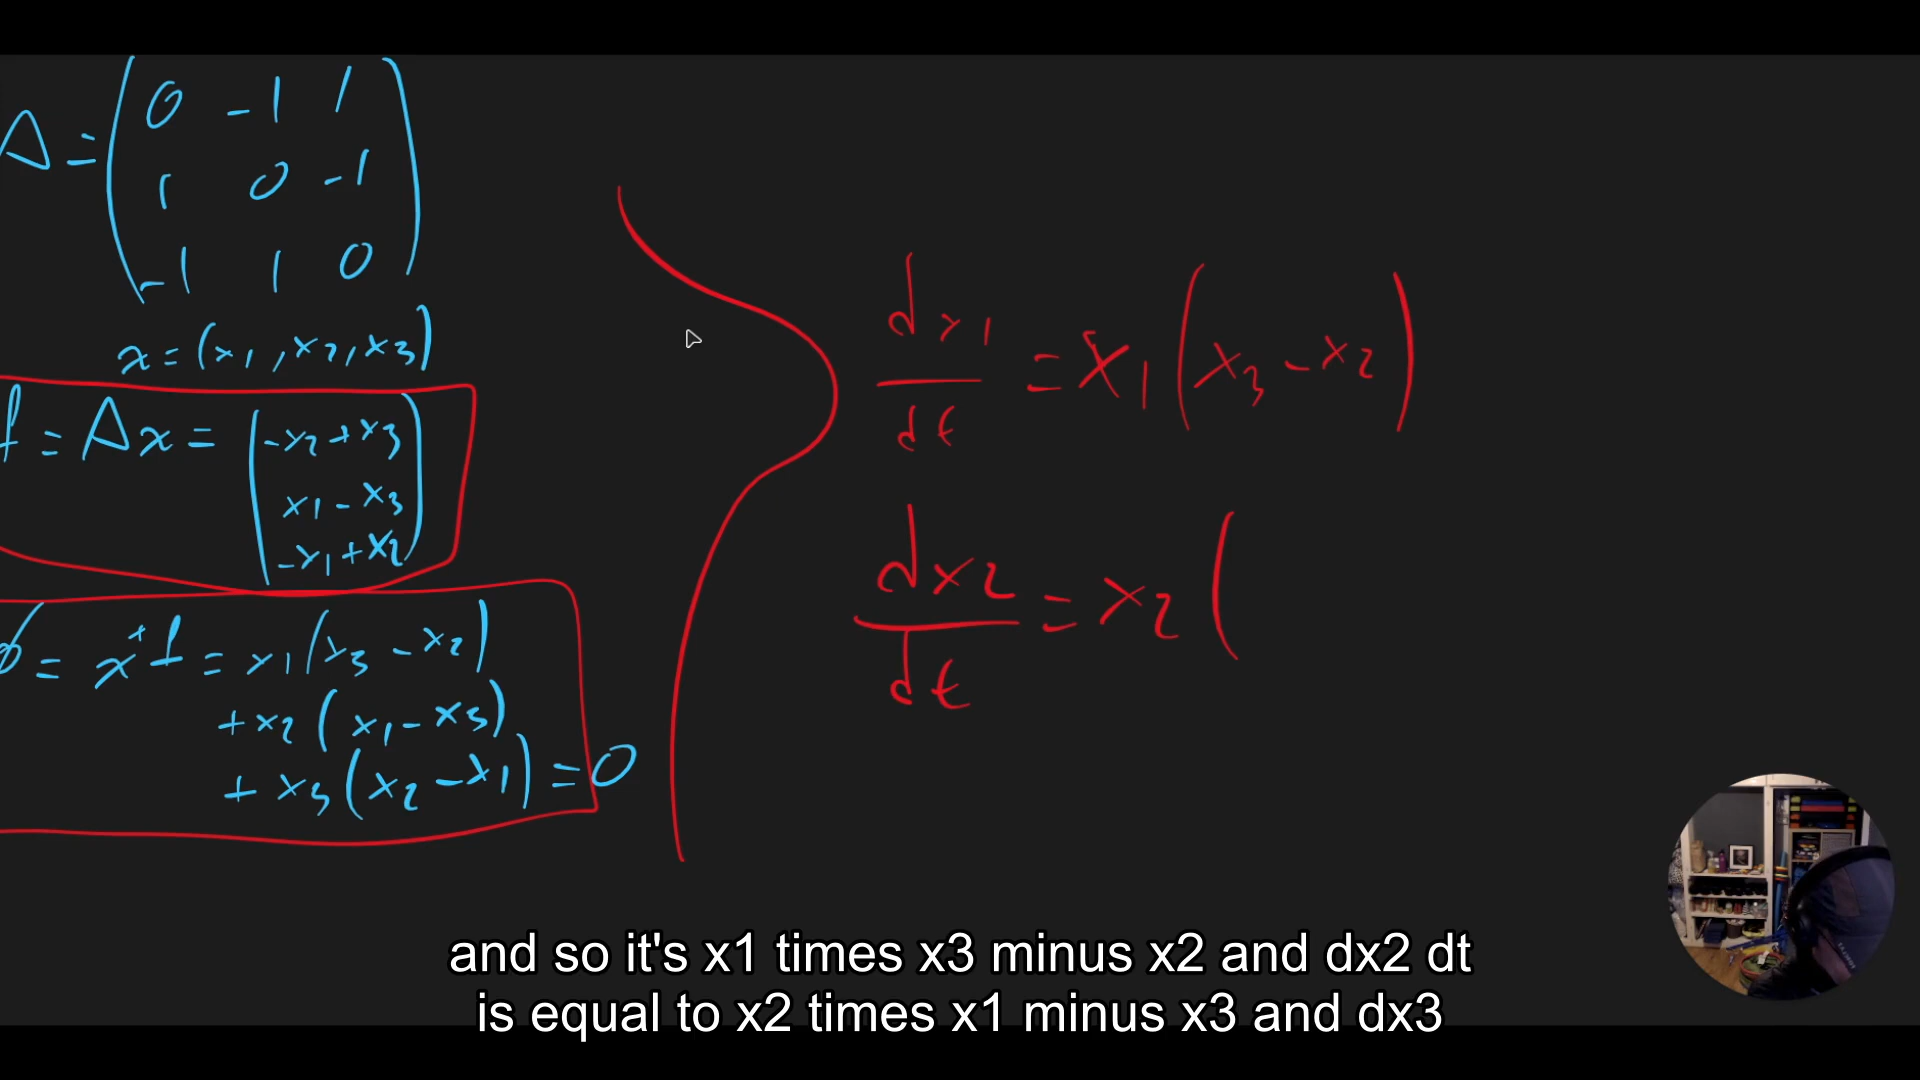 A = ( 0 -1 1
1 0 -1
-1 1 0 )
x = (x1, x2, x3)
f = Ax = ( -x2 + x3
x1 - x3
-x1 + x2 )
ϕ = x⁺f = x1(x3 - x2)
+ x2(x1 - x3)
+ x3(x2 - x1) = 0
dx1/dt = x1(x3 - x2)
dx2/dt = x2(
and so it's x1 times x3 minus x2 and dx2 dt
is equal to x2 times x1 minus x3 and dx3